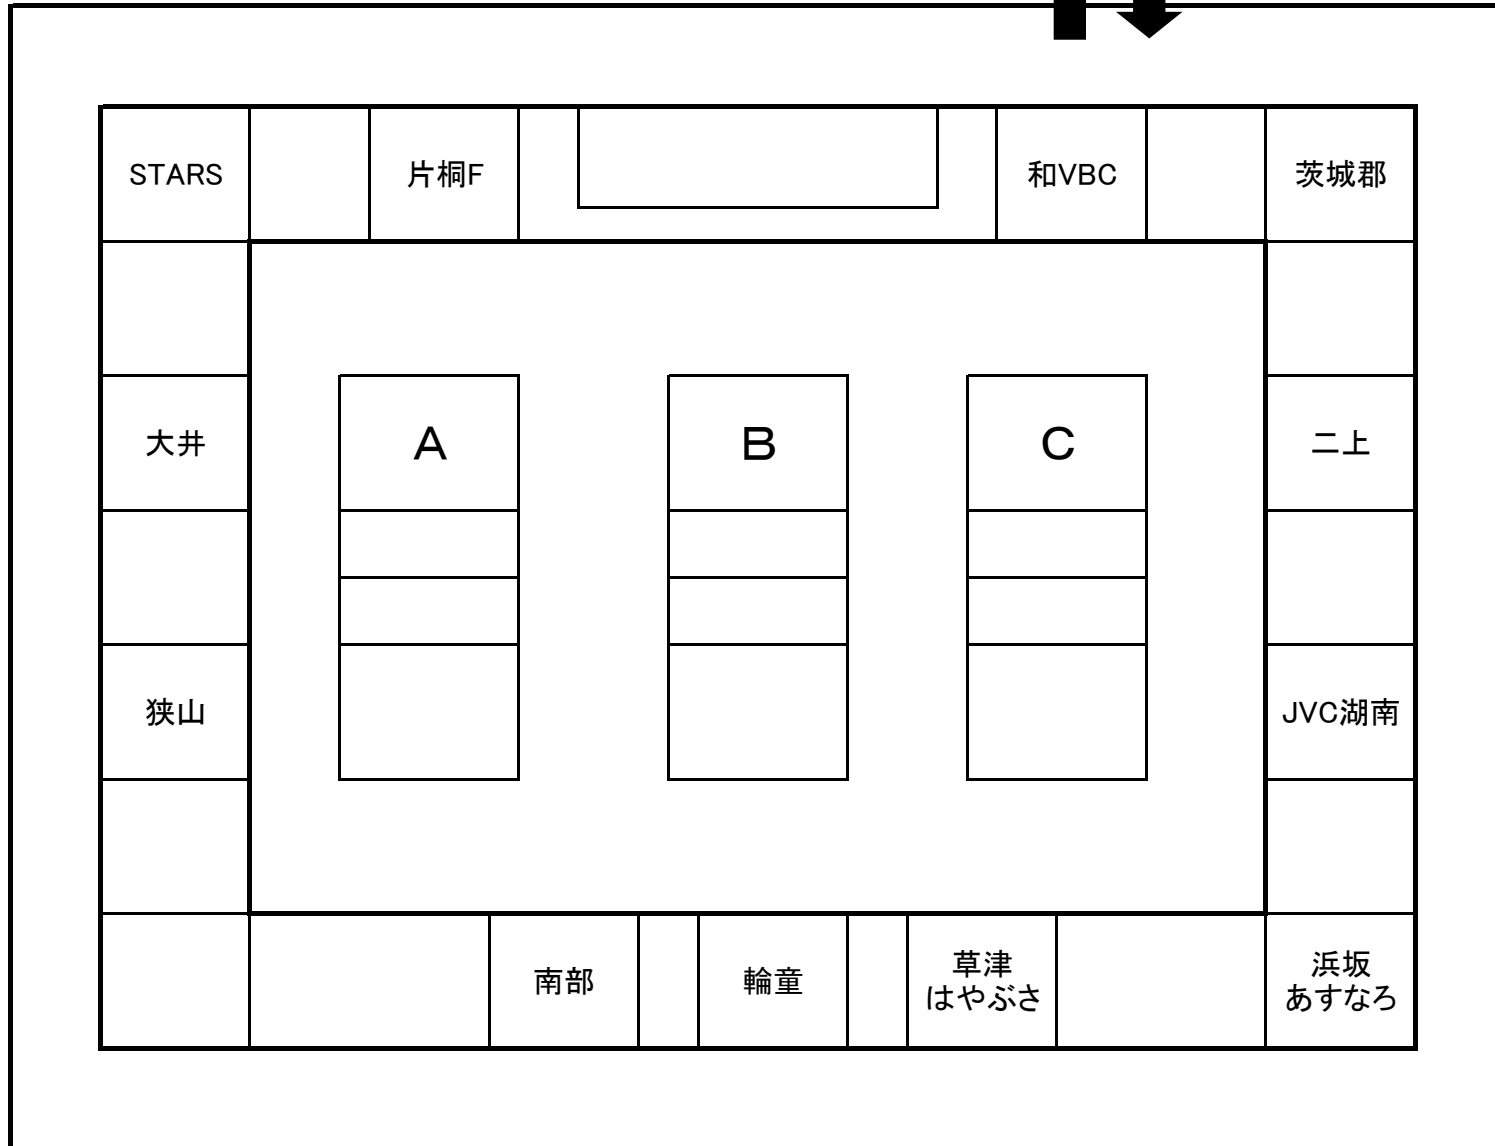 STARS
片桐F
和VBC
茨城郡
大井
A
B
C
二上
狭山
JVC湖南
南部
輪童
草津
はやぶさ
浜坂
あすなろ